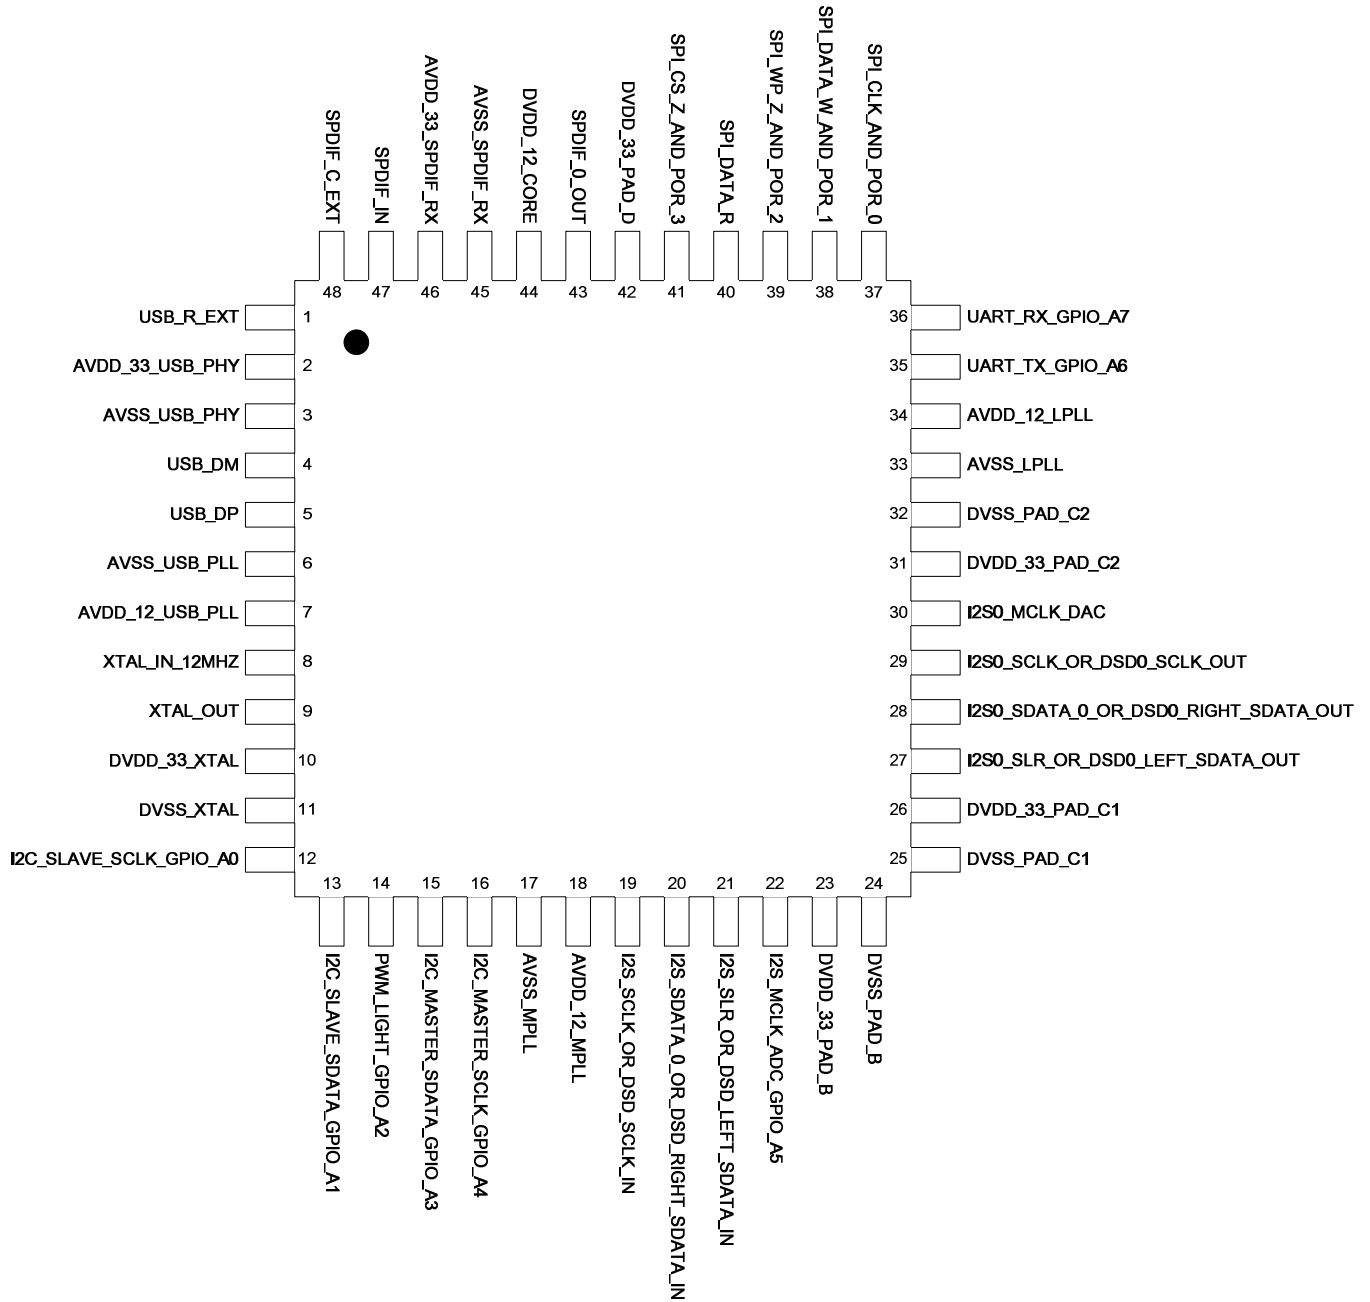 SPDIF_C_EXT
SPDIF_IN
AVDD_33_SPDIF_RX
AVSS_SPDIF_RX
DVDD_12_CORE
SPDIF_0_OUT
DVDD_33_PAD_D
SPI_CS_Z_AND_POR_3
SPI_DATA_R
SPI_WP_Z_AND_POR_2
SPI_DATA_W_AND_POR_1
SPI_CLK_AND_POR_0
48 47 46 45 44 43 42 41 40 39 38 37
USB_R_EXT 1
AVDD_33_USB_PHY 2
AVSS_USB_PHY 3
USB_DM 4
USB_DP 5
AVSS_USB_PLL 6
AVDD_12_USB_PLL 7
XTAL_IN_12MHZ 8
XTAL_OUT 9
DVDD_33_XTAL 10
DVSS_XTAL 11
I2C_SLAVE_SCLK_GPIO_A0 12
36 UART_RX_GPIO_A7
35 UART_TX_GPIO_A6
34 AVDD_12_LPLL
33 AVSS_LPLL
32 DVSS_PAD_C2
31 DVDD_33_PAD_C2
30 I2S0_MCLK_DAC
29 I2S0_SCLK_OR_DSD0_SCLK_OUT
28 I2S0_SDATA_0_OR_DSD0_RIGHT_SDATA_OUT
27 I2S0_SLR_OR_DSD0_LEFT_SDATA_OUT
26 DVDD_33_PAD_C1
25 DVSS_PAD_C1
13 14 15 16 17 18 19 20 21 22 23 24
I2C_SLAVE_SDATA_GPIO_A1
PWM_LIGHT_GPIO_A2
I2C_MASTER_SDATA_GPIO_A3
I2C_MASTER_SCLK_GPIO_A4
AVSS_MPLL
AVDD_12_MPLL
I2S_SCLK_OR_DSD_SCLK_IN
I2S_SDATA_0_OR_DSD_RIGHT_SDATA_IN
I2S_SLR_OR_DSD_LEFT_SDATA_IN
I2S_MCLK_ADC_GPIO_A5
DVDD_33_PAD_B
DVSS_PAD_B